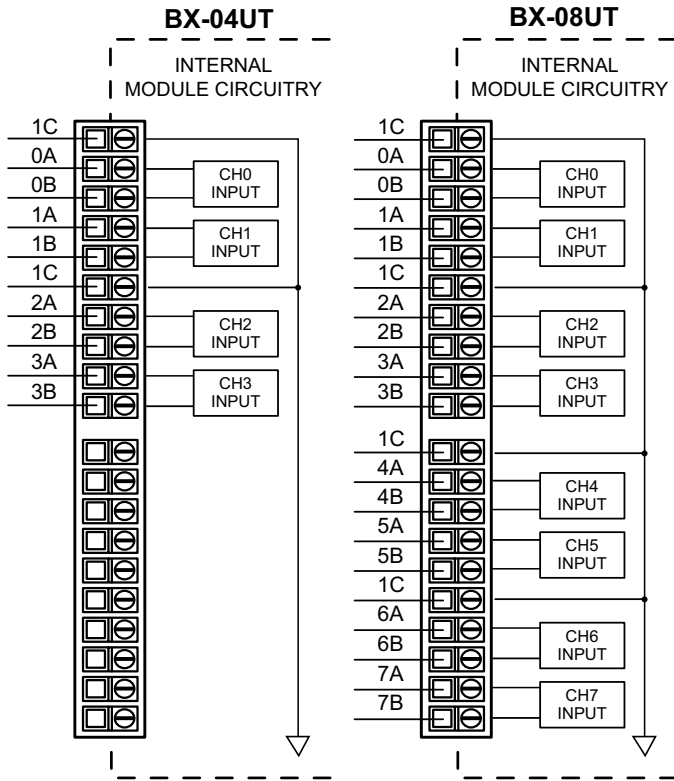 BX-04UT
INTERNAL
MODULE CIRCUITRY
1C
0A
0B
1A
1B
1C
2A
2B
3A
3B
CH0
INPUT
CH1
INPUT
CH2
INPUT
CH3
INPUT
BX-08UT
INTERNAL
MODULE CIRCUITRY
1C
0A
0B
1A
1B
1C
2A
2B
3A
3B
1C
4A
4B
5A
5B
1C
6A
6B
7A
7B
CH0
INPUT
CH1
INPUT
CH2
INPUT
CH3
INPUT
CH4
INPUT
CH5
INPUT
CH6
INPUT
CH7
INPUT